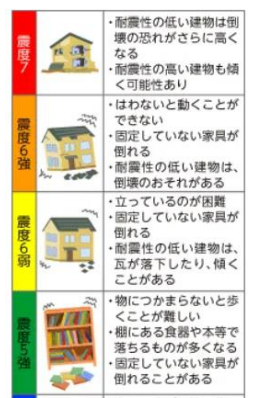 震度7
・耐震性の低い建物は倒
壊の恐れがさらに高く
なる
・耐震性の高い建物も傾
く可能性あり
震度6強
・はわないと動くことが
できない
・固定していない家具が
倒れる
・耐震性の低い建物は、
倒壊のおそれがある
震度6弱
・立っているのが困難
・固定していない家具が
倒れる
・耐震性の低い建物は、
瓦が落下したり、傾く
ことがある
震度5強
・物につかまらないと歩
くことが難しい
・棚にある食器や本等で
落ちるものが多くなる
・固定していない家具が
倒れることがある